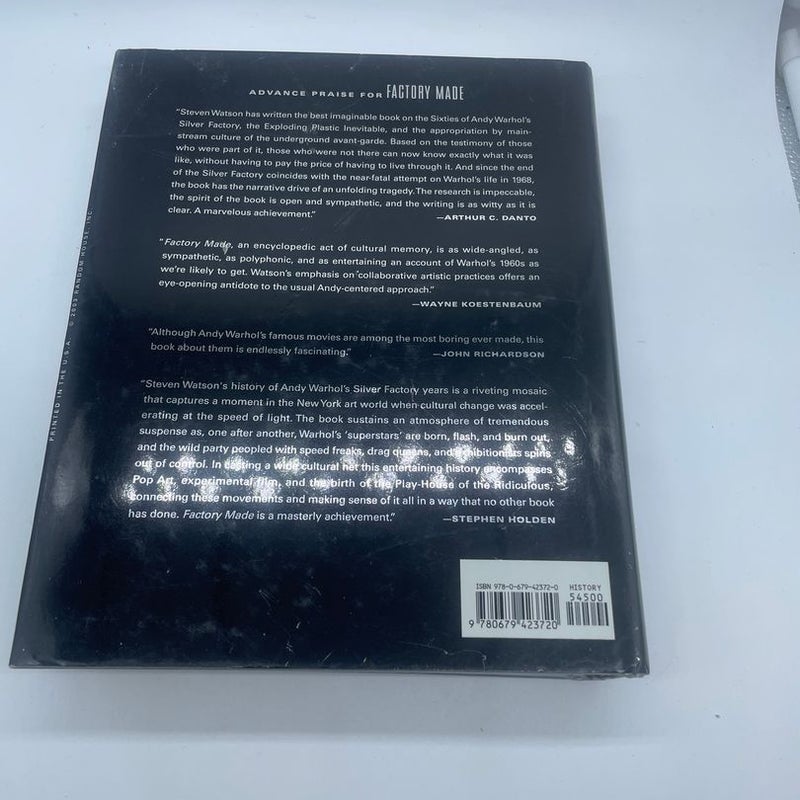 ADVANCE PRAISE FOR FACTORY MADE
"Steven Watson has written the best imaginable book on the Sixties of Andy Warhol's
Silver Factory, the Exploding Plastic Inevitable, and the appropriation by main-
stream culture of the underground avant-garde. Based on the testimony of those
who were part of it, those who were not there can now know exactly what it was
like, without having to pay the price of having to live through it. And since the end
of the Silver Factory coincides with the near-fatal attempt on Warhol's life in 1968,
the book has the narrative drive of an unfolding tragedy. The research is impeccable,
the spirit of the book is open and sympathetic, and the writing is as witty as it is
clear. A marvelous achievement."
—ARTHUR C. DANTO
"Factory Made, an encyclopedic act of cultural memory, is as wide-angled, as
sympathetic, as polyphonic, and as entertaining an account of Warhol's 1960s as
we're likely to get. Watson's emphasis on collaborative artistic practices offers an
eye-opening antidote to the usual Andy-centered approach."
—WAYNE KOESTENBAUM
"Although Andy Warhol's famous movies are among the most boring ever made, this
book about them is endlessly fascinating."
—JOHN RICHARDSON
"Steven Watson's history of Andy Warhol's Silver Factory years is a riveting mosaic
that captures a moment in the New York art world when cultural change was accel-
erating at the speed of light. The book sustains an atmosphere of tremendous
suspense as, one after another, Warhol's 'superstars' are born, flash, and burn out,
and the wild party peopled with speed freaks, drag queens, and exhibitionists spins
out of control. In casting a wide cultural net this entertaining history encompasses
Pop Art, experimental film, and the birth of the Play-House of the Ridiculous,
connecting these movements and making sense of it all in a way that no other book
has done. Factory Made is a masterly achievement."
—STEPHEN HOLDEN
PRINTED IN THE U.S.A. © 2003 RANDOM HOUSE, INC.
ISBN 978-0-679-42372-0 HISTORY
54500
9 780679 423720